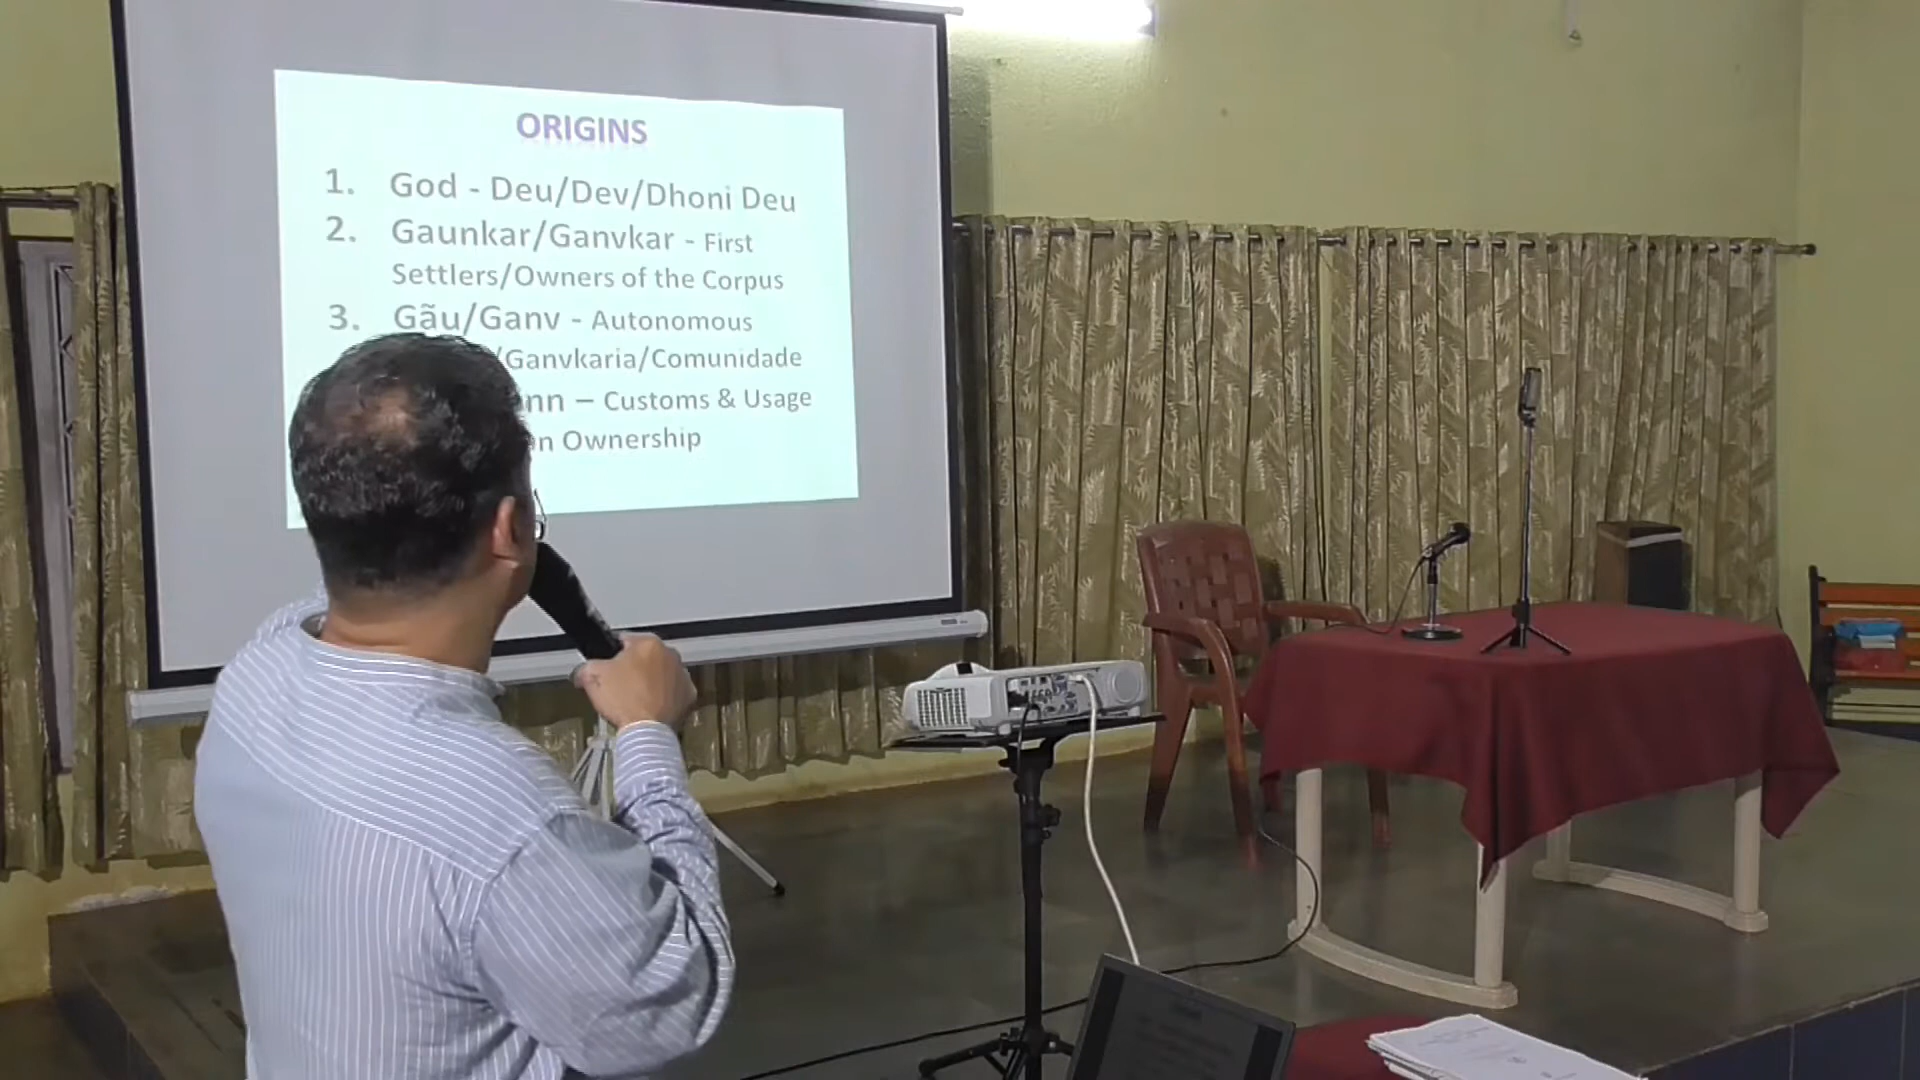 ORIGINS
1. God - Deu/Dev/Dhoni Deu
2. Gaunkar/Ganvkar - First
Settlers/Owners of the Corpus
3. Gãu/Ganv - Autonomous
/Ganvkaria/Comunidade
– Customs & Usage
Ownership